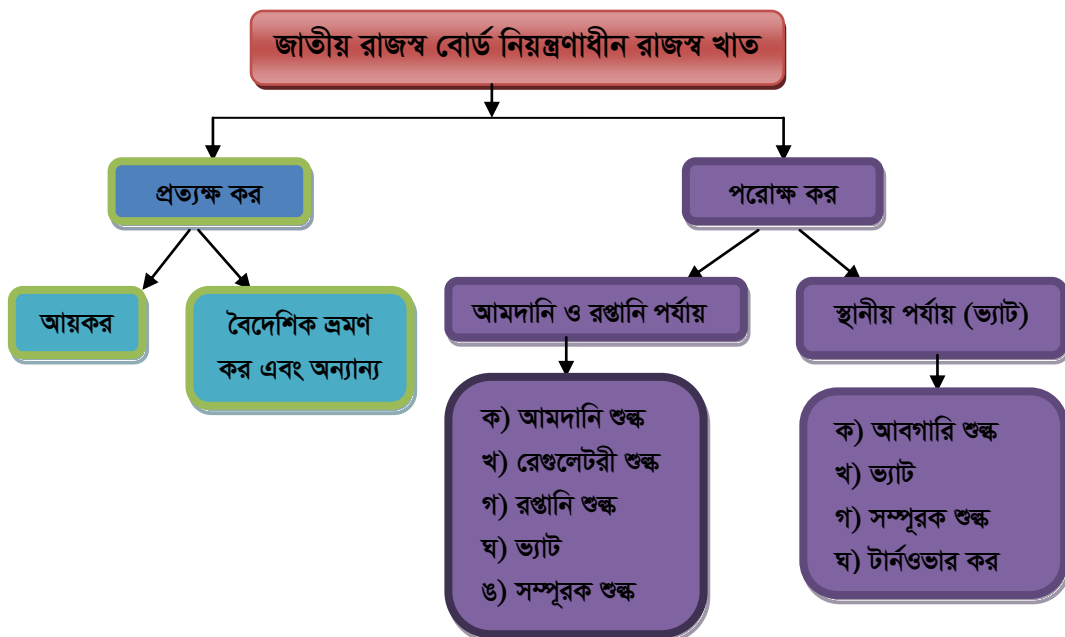 জাতীয় রাজস্ব বোর্ড নিয়ন্ত্রণাধীন রাজস্ব খাত
প্রত্যক্ষ কর
পরোক্ষ কর
আয়কর
বৈদেশিক ভ্রমণ
কর এবং অন্যান্য
আমদানি ও রপ্তানি পর্যায়
স্থানীয় পর্যায় (ভ্যাট)
ক) আমদানি শুল্ক
খ) রেগুলেটরী শুল্ক
গ) রপ্তানি শুল্ক
ঘ) ভ্যাট
ঙ) সম্পূরক শুল্ক
ক) আবগারি শুল্ক
খ) ভ্যাট
গ) সম্পূরক শুল্ক
ঘ) টার্নওভার কর